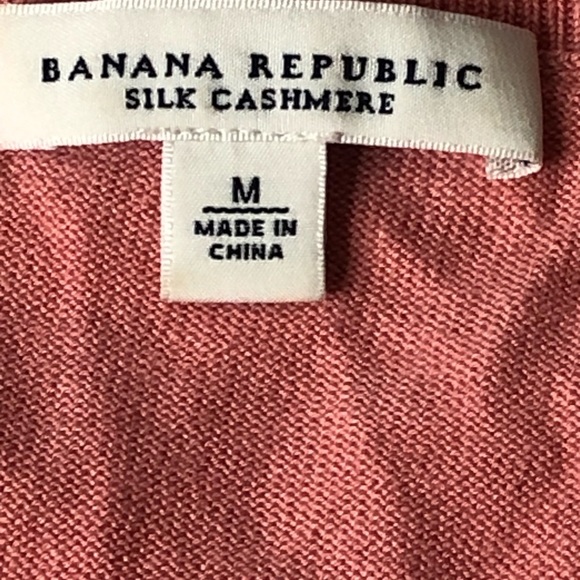 BANANA REPUBLIC
SILK CASHMERE
M
MADE IN
CHINA